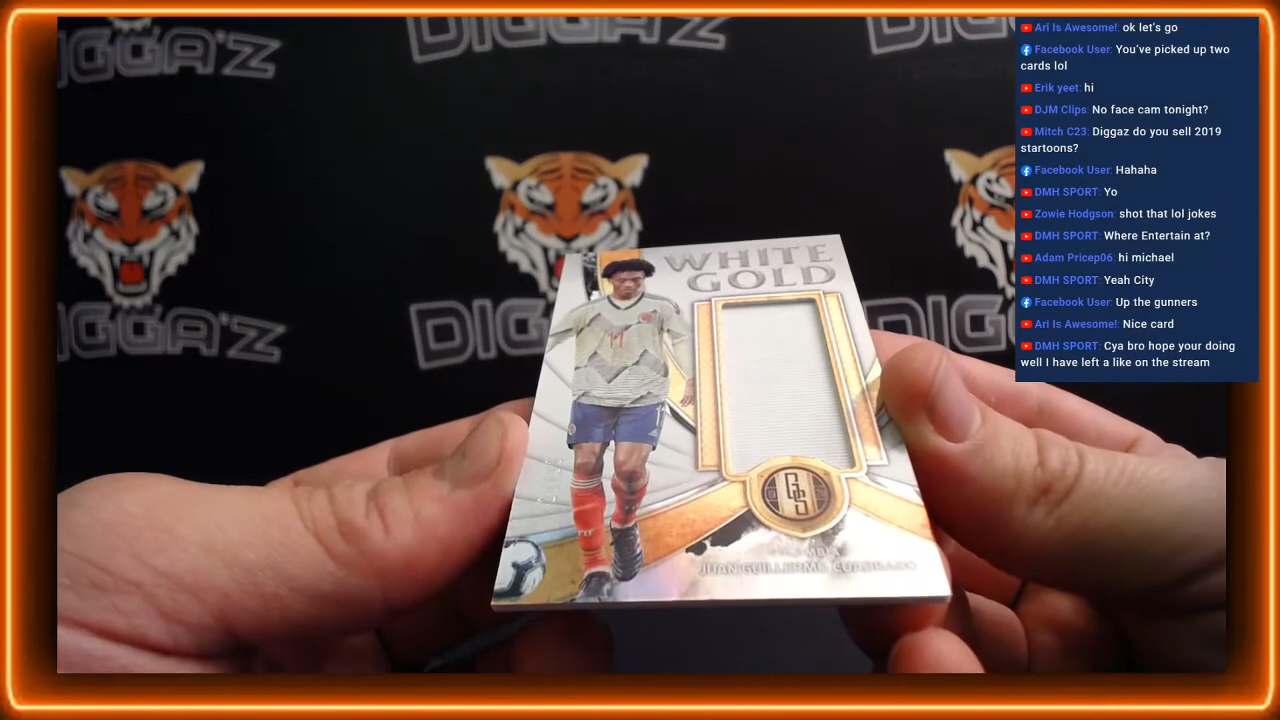 DIGGA'Z
DIGGA'Z
DIGGA'Z
WHITE
GOLD
11
GS
JUAN GUILLERMO CUADRADO
Ari Is Awesome!: ok let's go
Facebook User: You've picked up two
cards lol
Erik yeet: hi
DJM Clips: No face cam tonight?
Mitch C23: Diggaz do you sell 2019
startoons?
Facebook User: Hahaha
DMH SPORT: Yo
Zowie Hodgson: shot that lol jokes
DMH SPORT: Where Entertain at?
Adam Pricep06: hi michael
DMH SPORT: Yeah City
Facebook User: Up the gunners
Ari Is Awesome!: Nice card
DMH SPORT: Cya bro hope your doing
well I have left a like on the stream